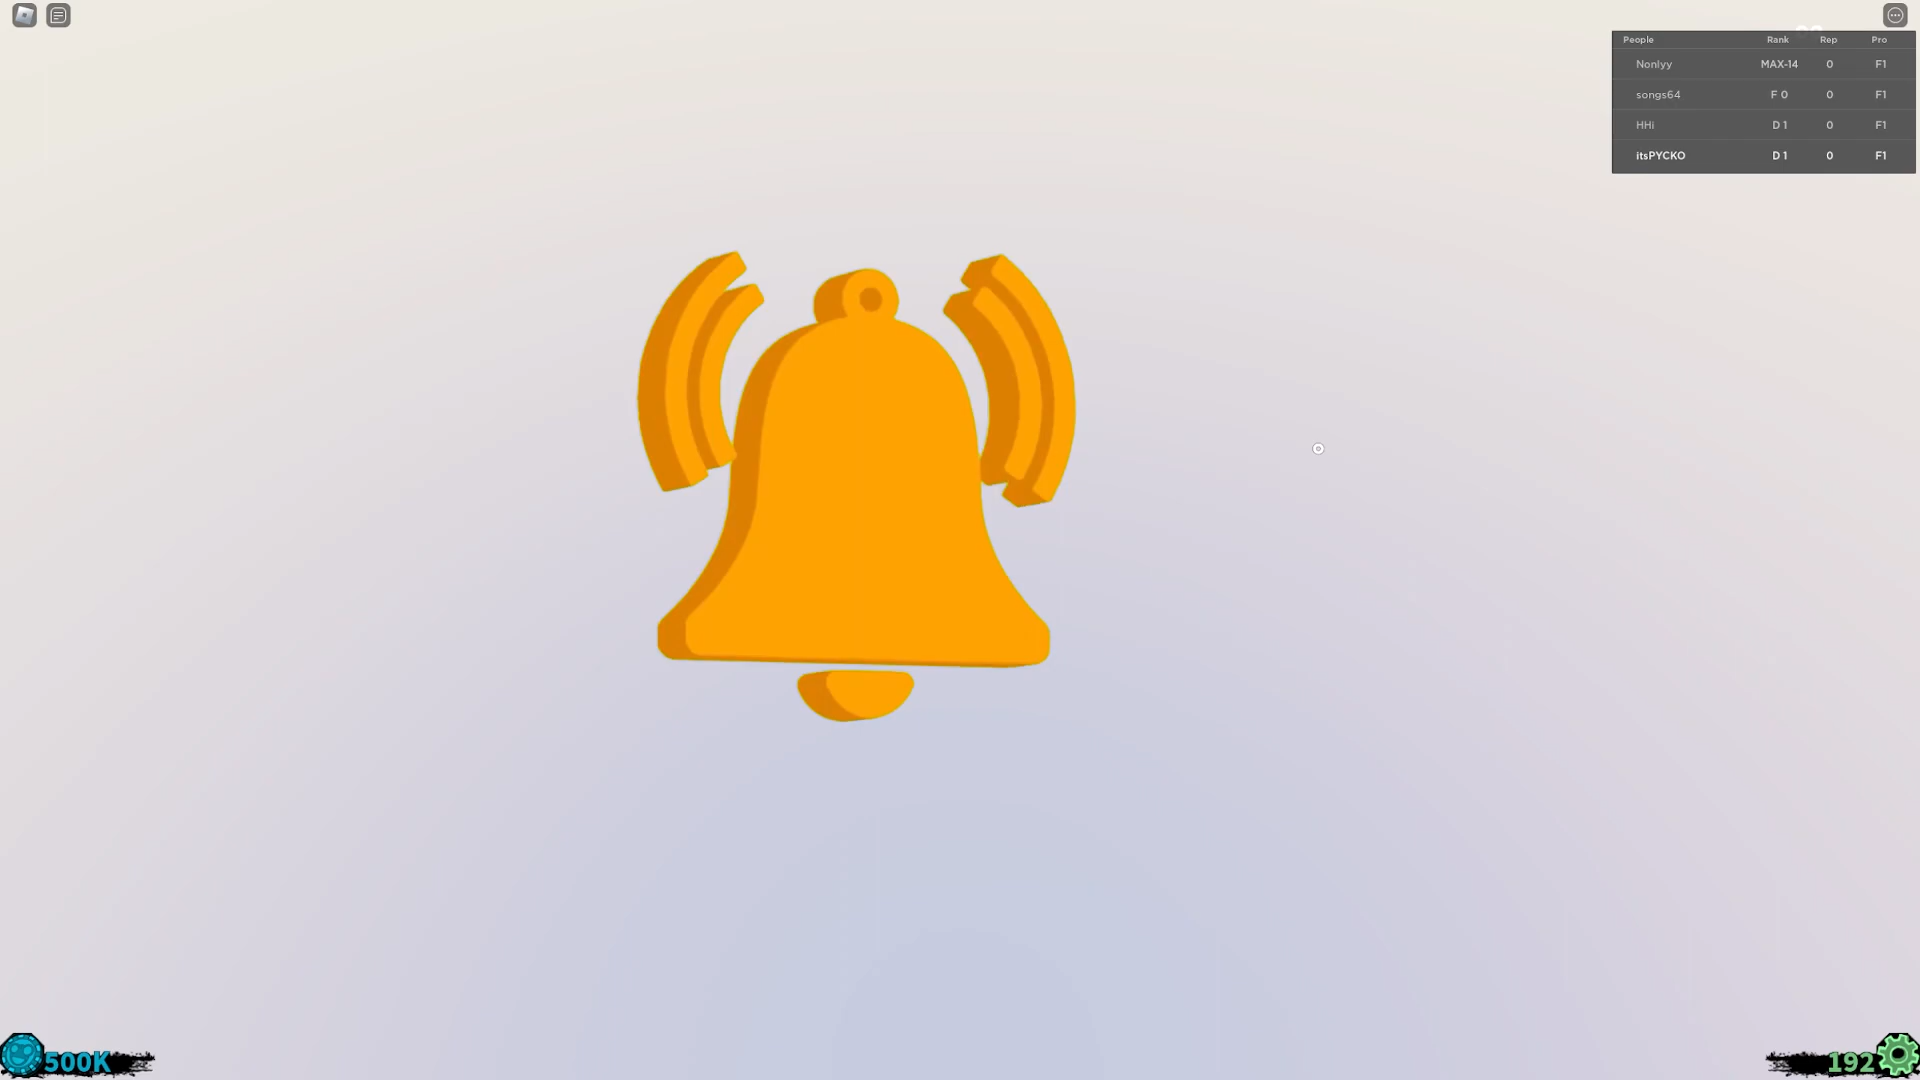 People Rank Rep Pro
Nonlyy MAX-14 0 F1
songs64 F 0 0 F1
HHi D 1 0 F1
itsPYCKO D 1 0 F1
500K
192